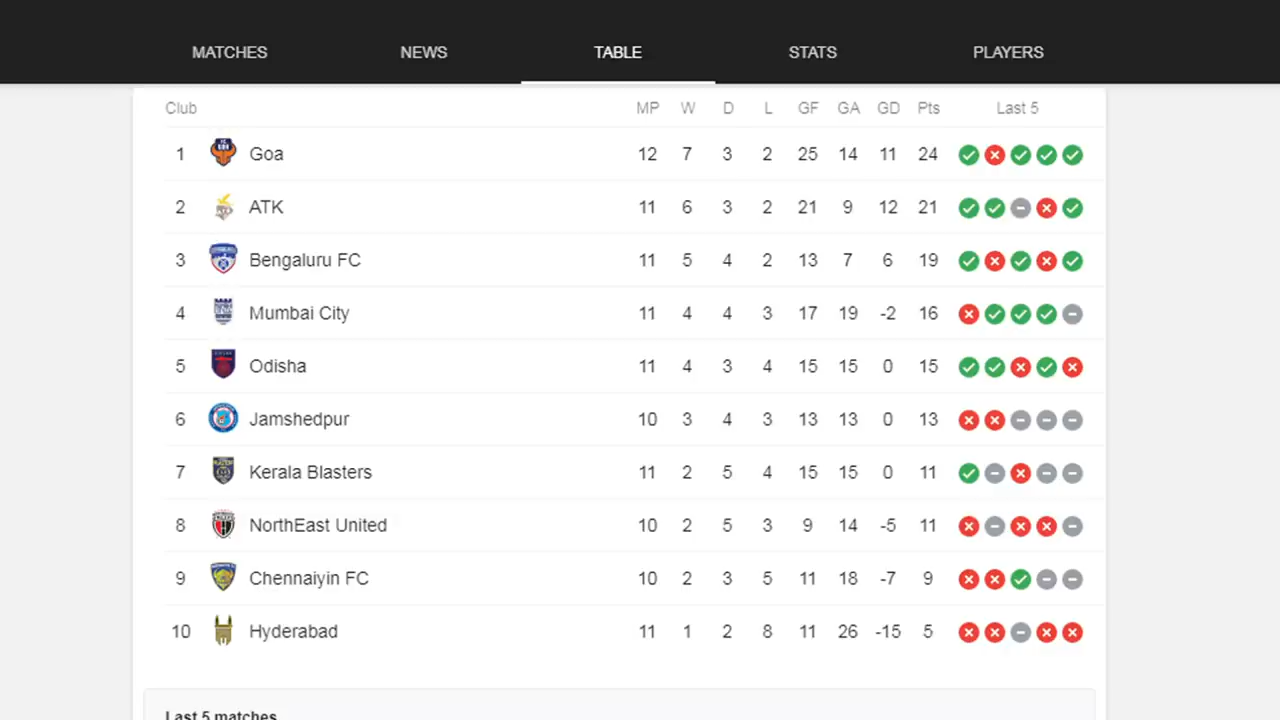 MATCHES NEWS TABLE STATS PLAYERS
Club MP W D L GF GA GD Pts Last 5
1 Goa 12 7 3 2 25 14 11 24
2 ATK 11 6 3 2 21 9 12 21
3 Bengaluru FC 11 5 4 2 13 7 6 19
4 Mumbai City 11 4 4 3 17 19 -2 16
5 Odisha 11 4 3 4 15 15 0 15
6 Jamshedpur 10 3 4 3 13 13 0 13
7 Kerala Blasters 11 2 5 4 15 15 0 11
8 NorthEast United 10 2 5 3 9 14 -5 11
9 Chennaiyin FC 10 2 3 5 11 18 -7 9
10 Hyderabad 11 1 2 8 11 26 -15 5
Last 5 matches